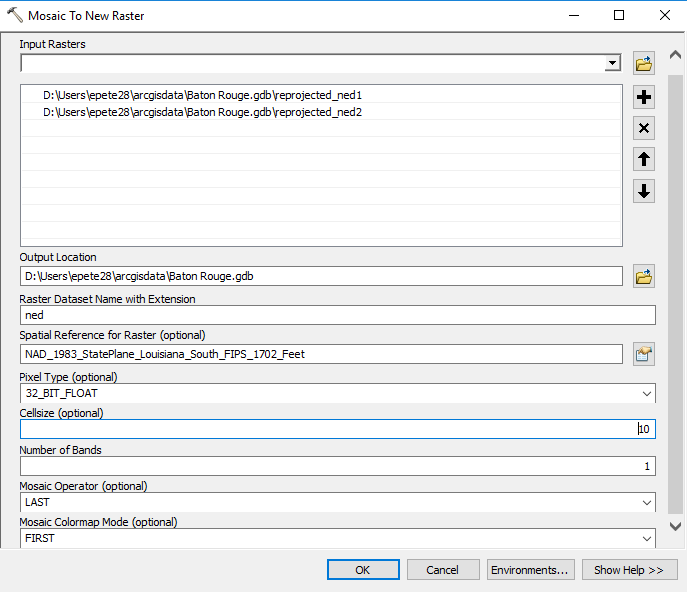 Mosaic To New Raster
Input Rasters
D:\Users\epete28\arcgisdata\Baton Rouge.gdb\reprojected_ned1
D:\Users\epete28\arcgisdata\Baton Rouge.gdb\reprojected_ned2
Output Location
D:\Users\epete28\arcgisdata\Baton Rouge.gdb
Raster Dataset Name with Extension
ned
Spatial Reference for Raster (optional)
NAD_1983_StatePlane_Louisiana_South_FIPS_1702_Feet
Pixel Type (optional)
32_BIT_FLOAT
Cellsize (optional)
10
Number of Bands
1
Mosaic Operator (optional)
LAST
Mosaic Colormap Mode (optional)
FIRST
OK Cancel Environments... Show Help >>